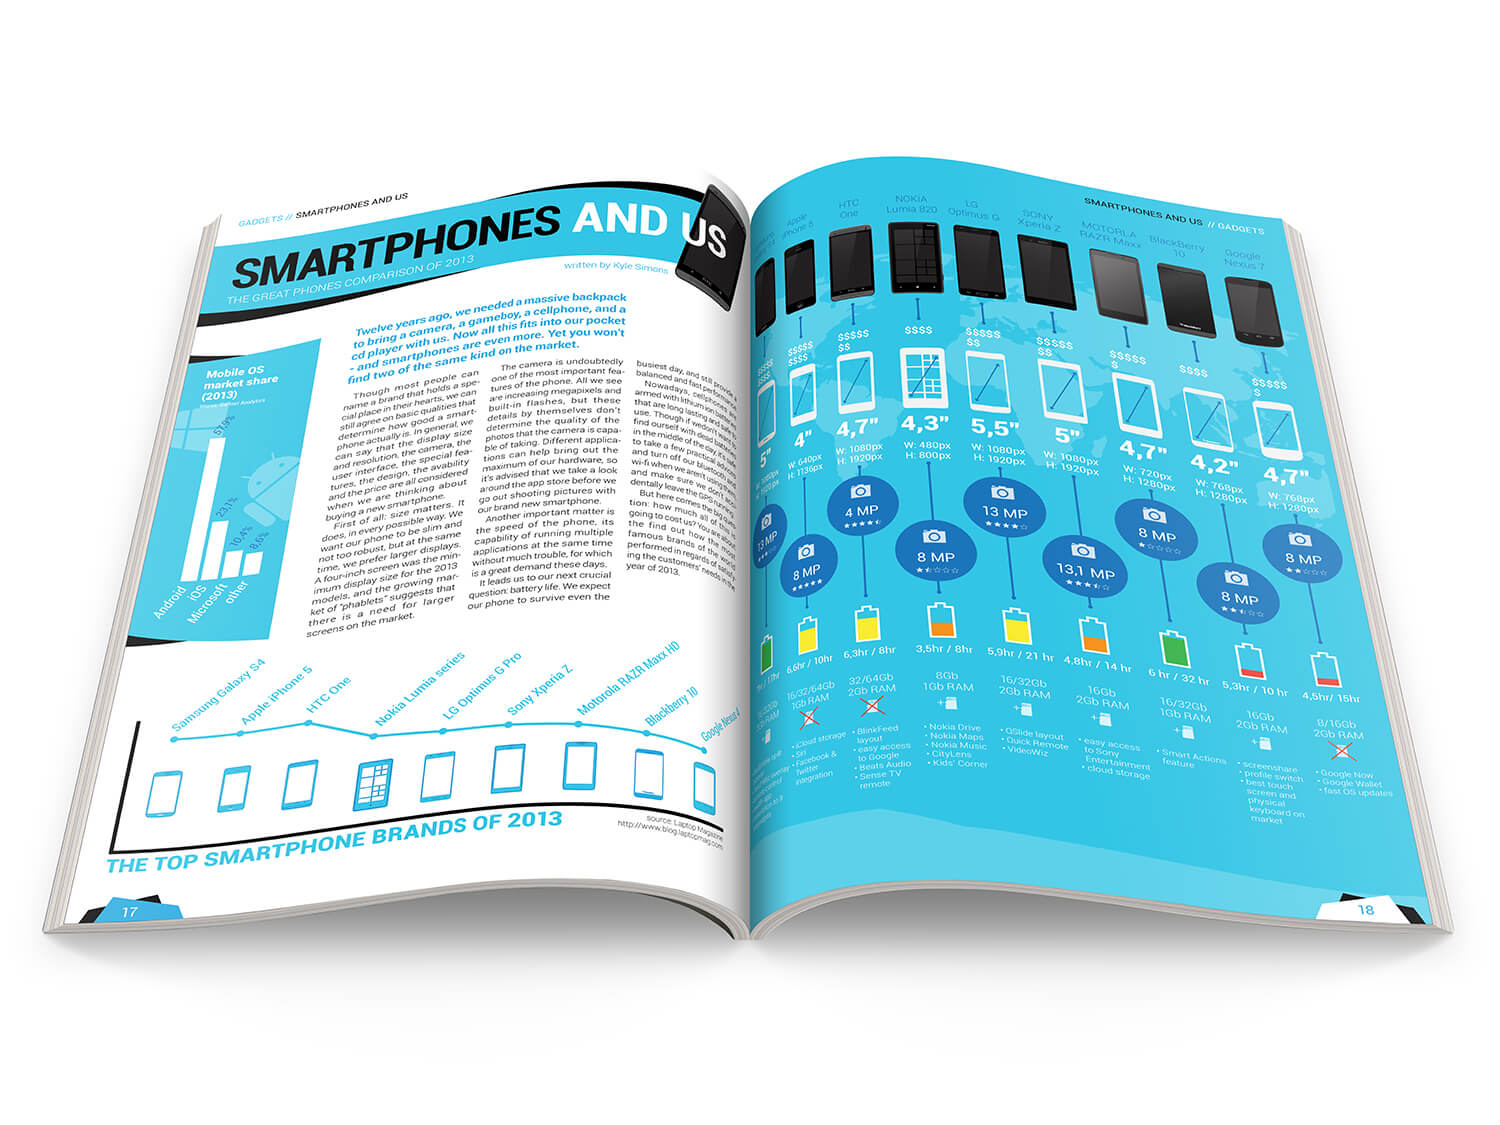 GADGETS // SMARTPHONES AND US
SMARTPHONES AND US
THE GREAT PHONES COMPARISON OF 2013
written by Kyle Simons
Twelve years ago, we needed a massive backpack
to bring a camera, a gameboy, a cellphone, and a
cd player with us. Now all this fits into our pocket
- and smartphones are even more. Yet you won't
find two of the same kind on the market.
Mobile OS
market share
(2013)
57,9%
23,1%
10,4%
8,6%
Android
iOS
Microsoft
other
Though most people can
name a brand that holds a spe-
cial place in their hearts, we can
still agree on basic qualities that
determine how good a smart-
phone actually is. In general, we
can say that the display size
and resolution, the camera, the
user interface, the special fea-
tures, the design, the avability
and the price are all considered
when we are thinking about
buying a new smartphone.
First of all: size matters. It
does, in every possible way. We
want our phone to be slim and
not too robust, but at the same
time, we prefer larger displays.
A four-inch screen was the min-
imum display size for the 2013
models, and the growing mar-
ket of "phablets" suggests that
there is a need for larger
screens on the market.
The camera is undoubtedly
one of the most important fea-
tures of the phone. All we see
are increasing megapixels and
built-in flashes, but these
details by themselves don't
determine the quality of the
photos that the camera is capa-
ble of taking. Different applica-
tions can help bring out the
maximum of our hardware, so
it's advised that we take a look
around the app store before we
go out shooting pictures with
our brand new smartphone.
Another important matter is
the speed of the phone, its
capability of running multiple
applications at the same time
without much trouble, for which
is a great demand these days.
It leads us to our next crucial
question: battery life. We expect
our phone to survive even the
busiest day, and still provide a
balanced and fast performance.
Nowadays, cellphones are
armed with lithium ion batteries
that are long lasting and safe to
use. Though if we don't want to
find ourself with dead batteries
in the middle of the day, it's safe
to take a few practical advices
and turn off our bluetooth and
wi-fi when we aren't using them,
and make sure we don't acci-
dentally leave the GPS running.
But here comes the big ques-
tion: how much all of this is
going to cost us? You are about
the find out how the most
famous brands of the world
performed in regards of satisfy-
ing the customers' needs in the
year of 2013.
Samsung Galaxy S4
Apple iPhone 5
HTC One
Nokia Lumia series
LG Optimus G Pro
Sony Xperia Z
Motorola RAZR Maxx HD
Blackberry 10
Google Nexus 4
source: Laptop Magazine
http://www.blog.laptopmag.com
THE TOP SMARTPHONE BRANDS OF 2013
17
SMARTPHONES AND US // GADGETS
Apple
iPhone 5
HTC
One
NOKIA
Lumia 820
LG
Optimus G
SONY
Xperia Z
MOTORLA
RAZR Maxx
BlackBerry
10
Google
Nexus 7
$$$$$
$$$
$$$$$
$$
$$$$
$$$$$
$$
$$$$$
$$
$$$$$
$
$$$$
$$$$$
$
5"
4"
4,7"
4,3"
5,5"
5"
4,7"
4,2"
4,7"
W: 640px
H: 1136px
W: 1080px
H: 1920px
W: 480px
H: 800px
W: 1080px
H: 1920px
W: 1080px
H: 1920px
W: 720px
H: 1280px
W: 768px
H: 1280px
W: 768px
H: 1280px
13 MP
8 MP
4 MP
8 MP
13 MP
13,1 MP
8 MP
8 MP
8 MP
6,6hr / 10hr
6,3hr / 8hr
3,5hr / 8hr
5,9hr / 21 hr
4,8hr / 14 hr
6 hr / 32 hr
5,3hr / 10 hr
4,5hr/ 15hr
16/32/64Gb
1Gb RAM
32/64Gb
2Gb RAM
8Gb
1Gb RAM
16/32Gb
2Gb RAM
16Gb
2Gb RAM
16/32Gb
1Gb RAM
16Gb
2Gb RAM
8/16Gb
2Gb RAM
• iCloud storage
• Siri
• Facebook &
Twitter
integration
• BlinkFeed
layout
• easy access
to Google
• Beats Audio
• Sense TV
remote
• Nokia Drive
• Nokia Maps
• Nokia Music
• CityLens
• Kids' Corner
• QSlide layout
• Quick Remote
• VideoWiz
• easy access
to Sony
Entertainment
• cloud storage
• Smart Actions
feature
• screenshare
• profile switch
• best touch
screen and
physical
keyboard on
market
• Google Now
• Google Wallet
• fast OS updates
18